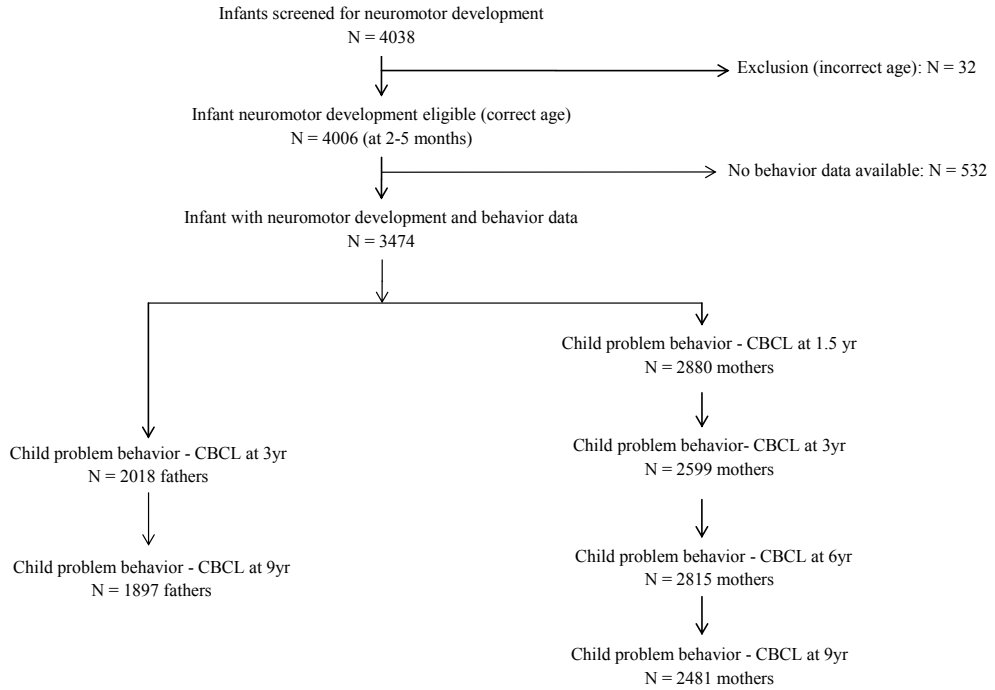 Infants screened for neuromotor development
N = 4038
Exclusion (incorrect age): N = 32
Infant neuromotor development eligible (correct age)
N = 4006 (at 2-5 months)
No behavior data available: N = 532
Infant with neuromotor development and behavior data
N = 3474
Child problem behavior - CBCL at 1.5 yr
N = 2880 mothers
Child problem behavior - CBCL at 3yr
N = 2018 fathers
Child problem behavior- CBCL at 3yr
N = 2599 mothers
Child problem behavior - CBCL at 9yr
N = 1897 fathers
Child problem behavior - CBCL at 6yr
N = 2815 mothers
Child problem behavior - CBCL at 9yr
N = 2481 mothers